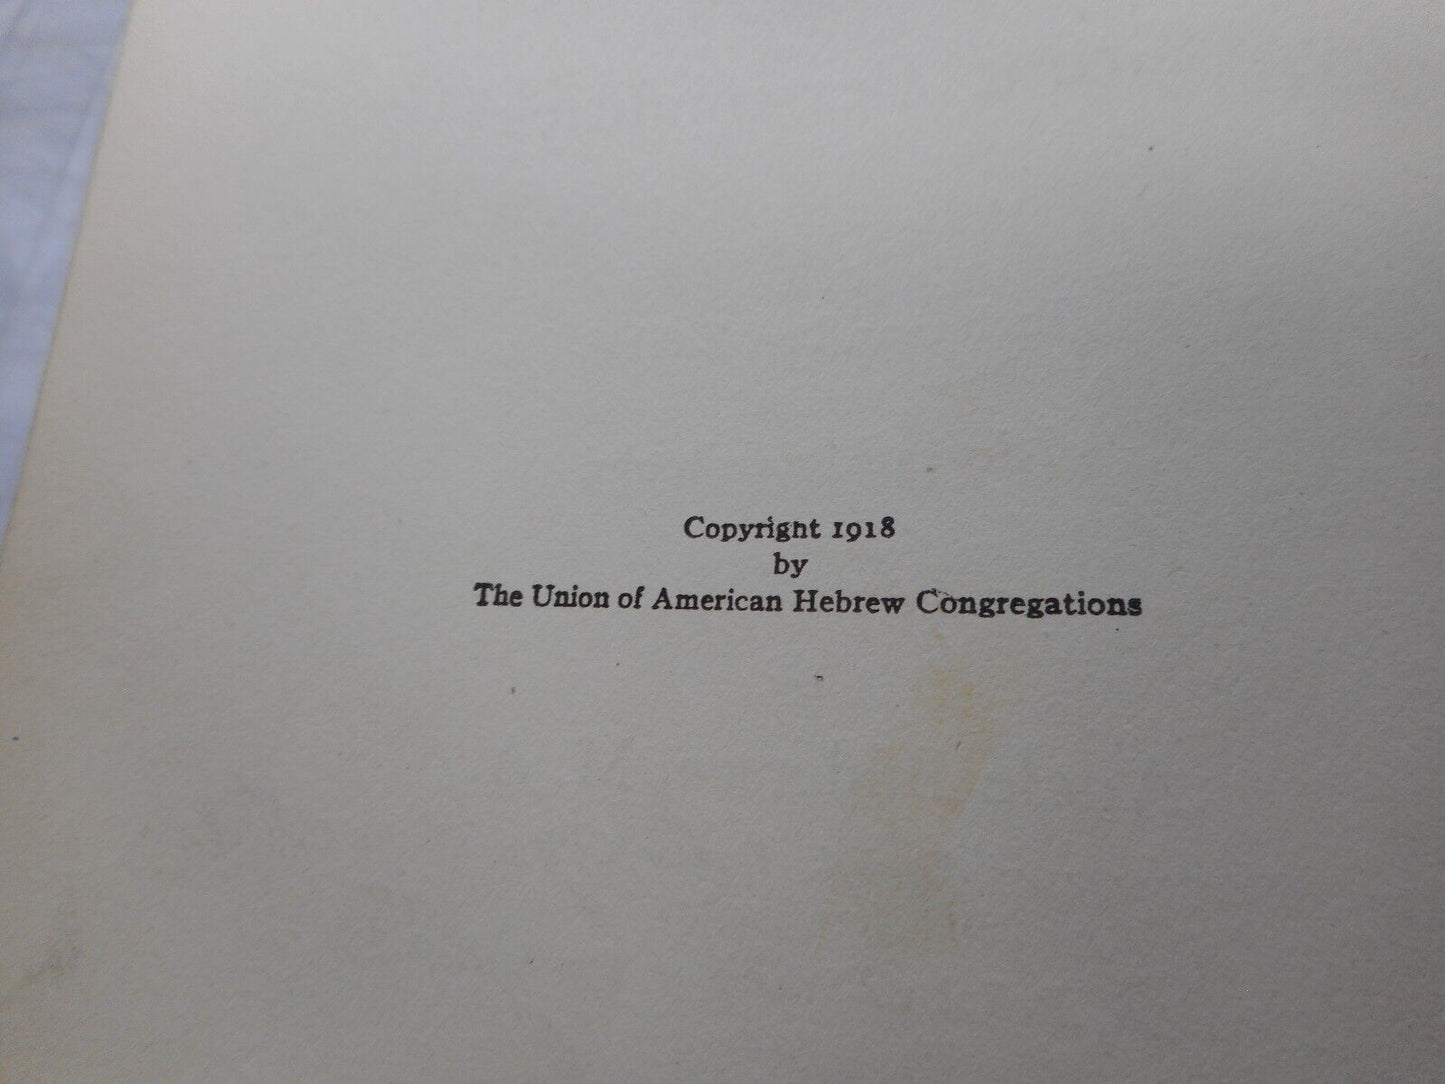 Copyright 1918
by
The Union of American Hebrew Congregations